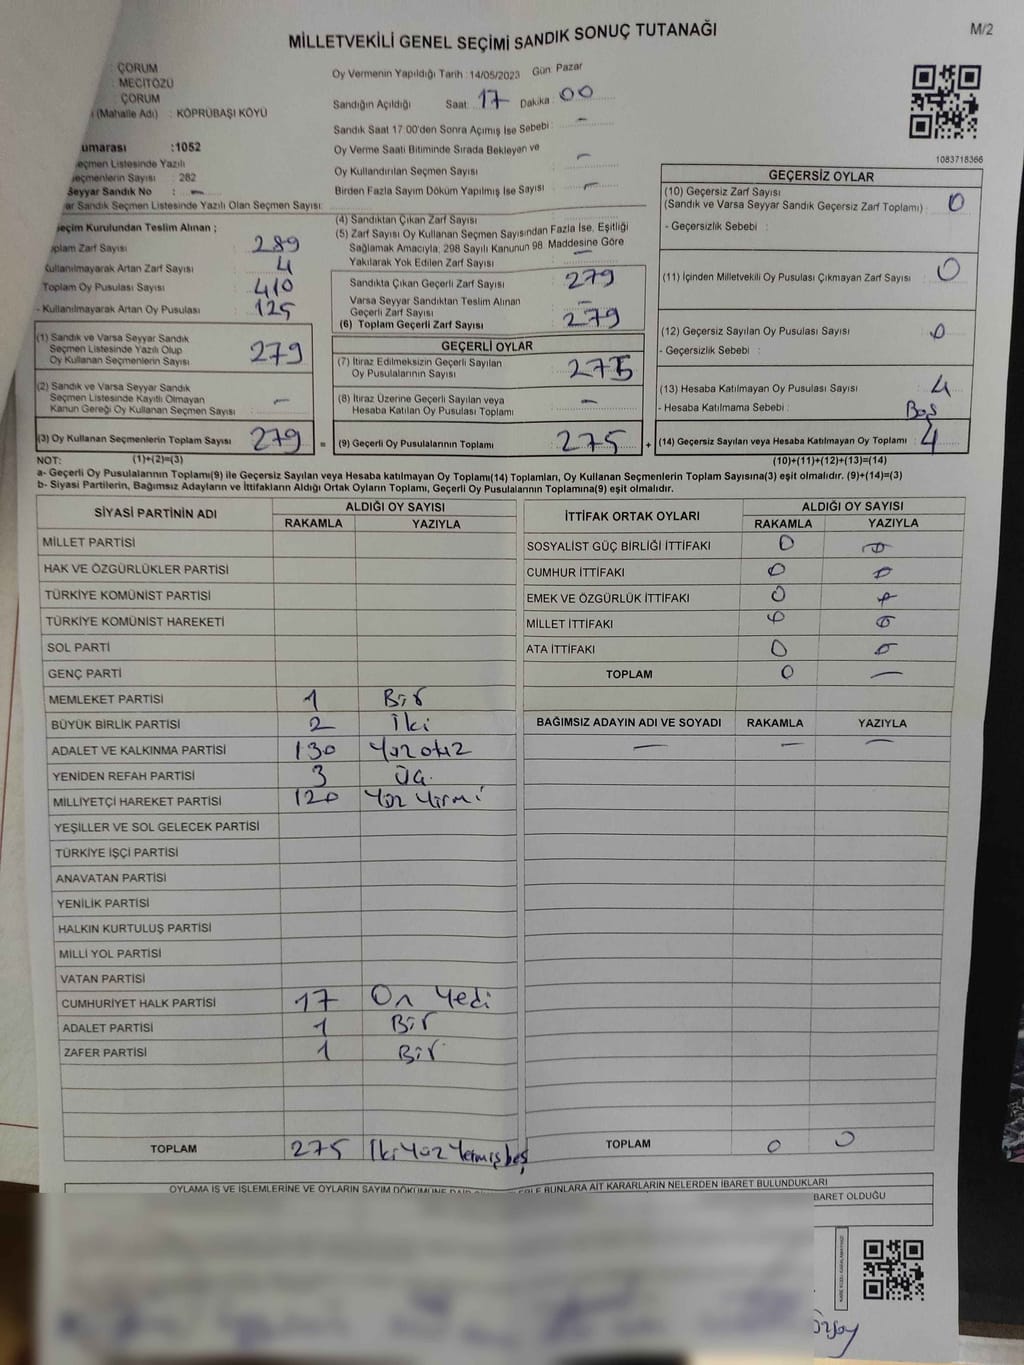 MİLLETVEKİLİ GENEL SEÇİMİ SANDIK SONUÇ TUTANAĞI
M/2
: ÇORUM
: MECİTÖZÜ
: ÇORUM
(Mahalle Adı) : KÖPRÜBAŞI KÖYÜ
umarası :1052
eçmen Listesinde Yazılı
eçmenlerin Sayısı : 282
Seyyar Sandık No : -
ar Sandık Seçmen Listesinde Yazılı Olan Seçmen Sayısı:
Oy Vermenin Yapıldığı Tarih :14/05/2023 Gün: Pazar
Sandığın Açıldığı Saat: 17 Dakika: 00
Sandık Saat 17:00'den Sonra Açımış İse Sebebi : -
Oy Verme Saati Bitiminde Sırada Bekleyen ve
Oy Kullandırılan Seçmen Sayısı : -
Birden Fazla Sayım Döküm Yapılmış İse Sayısı : -
1083718366
eçim Kurulundan Teslim Alınan ;
oplam Zarf Sayısı : 289
Kullanılmayarak Artan Zarf Sayısı : 4
Toplam Oy Pusulası Sayısı : 410
- Kullanılmayarak Artan Oy Pusulası : 125
(1) Sandık ve Varsa Seyyar Sandık
Seçmen Listesinde Yazılı Olup
Oy Kullanan Seçmenlerin Sayısı : 279
(2) Sandık ve Varsa Seyyar Sandık
Seçmen Listesinde Kayıtlı Olmayan
Kanun Gereği Oy Kullanan Seçmen Sayısı : -
(3) Oy Kullanan Seçmenlerin Toplam Sayısı : 279 =
(4) Sandıktan Çıkan Zarf Sayısı :
(5) Zarf Sayısı Oy Kullanan Seçmen Sayısından Fazla İse, Eşitliği
Sağlamak Amacıyla, 298 Sayılı Kanunun 98. Maddesine Göre
Yakılarak Yok Edilen Zarf Sayısı : -
Sandıkta Çıkan Geçerli Zarf Sayısı : 279
Varsa Seyyar Sandıktan Teslim Alınan
Geçerli Zarf Sayısı : -
(6) Toplam Geçerli Zarf Sayısı : 279
GEÇERLİ OYLAR
(7) İtiraz Edilmeksizin Geçerli Sayılan
Oy Pusulalarının Sayısı : 275
(8) İtiraz Üzerine Geçerli Sayılan veya
Hesaba Katılan Oy Pusulası Toplamı : -
(9) Geçerli Oy Pusulalarının Toplamı : 275 +
GEÇERSİZ OYLAR
(10) Geçersiz Zarf Sayısı
(Sandık ve Varsa Seyyar Sandık Geçersiz Zarf Toplamı) : 0
- Geçersizlik Sebebi :
(11) İçinden Milletvekili Oy Pusulası Çıkmayan Zarf Sayısı : 0
(12) Geçersiz Sayılan Oy Pusulası Sayısı : 0
- Geçersizlik Sebebi :
(13) Hesaba Katılmayan Oy Pusulası Sayısı : 4
- Hesaba Katılmama Sebebi : Boş
(14) Geçersiz Sayılan veya Hesaba Katılmayan Oy Toplamı : 4
NOT: (1)+(2)=(3) (10)+(11)+(12)+(13)=(14)
a- Geçerli Oy Pusulalarının Toplamı(9) ile Geçersiz Sayılan veya Hesaba katılmayan Oy Toplamı(14) Toplamları, Oy Kullanan Seçmenlerin Toplam Sayısına(3) eşit olmalıdır. (9)+(14)=(3)
b- Siyasi Partilerin, Bağımsız Adayların ve İttifakların Aldığı Ortak Oyların Toplamı, Geçerli Oy Pusulalarının Toplamına(9) eşit olmalıdır.
SİYASİ PARTİNİN ADI ALDIĞI OY SAYISI
RAKAMLA YAZIYLA
MİLLET PARTİSİ
HAK VE ÖZGÜRLÜKLER PARTİSİ
TÜRKİYE KOMÜNİST PARTİSİ
TÜRKİYE KOMÜNİST HAREKETİ
SOL PARTİ
GENÇ PARTİ
MEMLEKET PARTİSİ 1 Bir
BÜYÜK BİRLİK PARTİSİ 2 İki
ADALET VE KALKINMA PARTİSİ 130 Yüz otuz
YENİDEN REFAH PARTİSİ 3 Üç
MİLLİYETÇİ HAREKET PARTİSİ 120 Yüz Yirmi
YEŞİLLER VE SOL GELECEK PARTİSİ
TÜRKİYE İŞÇİ PARTİSİ
ANAVATAN PARTİSİ
YENİLİK PARTİSİ
HALKIN KURTULUŞ PARTİSİ
MİLLİ YOL PARTİSİ
VATAN PARTİSİ
CUMHURİYET HALK PARTİSİ 17 On Yedi
ADALET PARTİSİ 1 Bir
ZAFER PARTİSİ 1 Bir
TOPLAM 275 İki Yüz Yetmişbeş
İTTİFAK ORTAK OYLARI ALDIĞI OY SAYISI
RAKAMLA YAZIYLA
SOSYALİST GÜÇ BİRLİĞİ İTTİFAKI 0 0
CUMHUR İTTİFAKI 0 0
EMEK VE ÖZGÜRLÜK İTTİFAKI 0 0
MİLLET İTTİFAKI 0 0
ATA İTTİFAKI 0 0
TOPLAM 0 -
BAĞIMSIZ ADAYIN ADI VE SOYADI RAKAMLA YAZIYLA
- - -
TOPLAM 0 0
OYLAMA İŞ VE İŞLEMLERİNE VE OYLARIN SAYIM DÖKÜMÜNE BUNLARA AİT KARARLARIN NELERDEN İBARET BULUNDUKLARI
BARET OLDUĞU